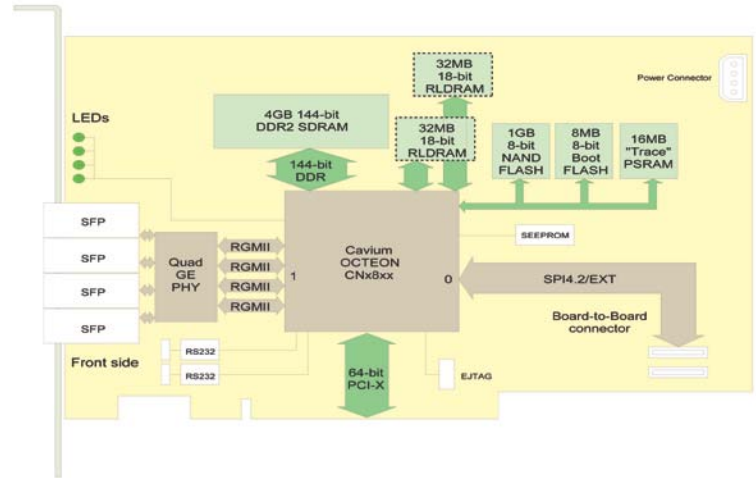 32MB
18-bit
RLDRAM
Power Connector
LEDs
4GB 144-bit
DDR2 SDRAM
32MB
18-bit
RLDRAM
1GB
8-bit
NAND
FLASH
8MB
8-bit
Boot
FLASH
16MB
"Trace"
PSRAM
144-bit
DDR
SFP
SFP
SFP
SFP
Quad
GE
PHY
RGMII
RGMII
RGMII
RGMII
1
Cavium
OCTEON
CNx8xx
0
SEEPROM
SPI4.2/EXT
Board-to-Board
connector
Front side
RS232
RS232
64-bit
PCI-X
EJTAG